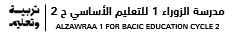 مدرسة الزوراء 1 للتعليم الأساسي ح 2
ALZAWRAA 1 FOR BACIC EDUCATION CYCLE 2
تربية
وتعليم